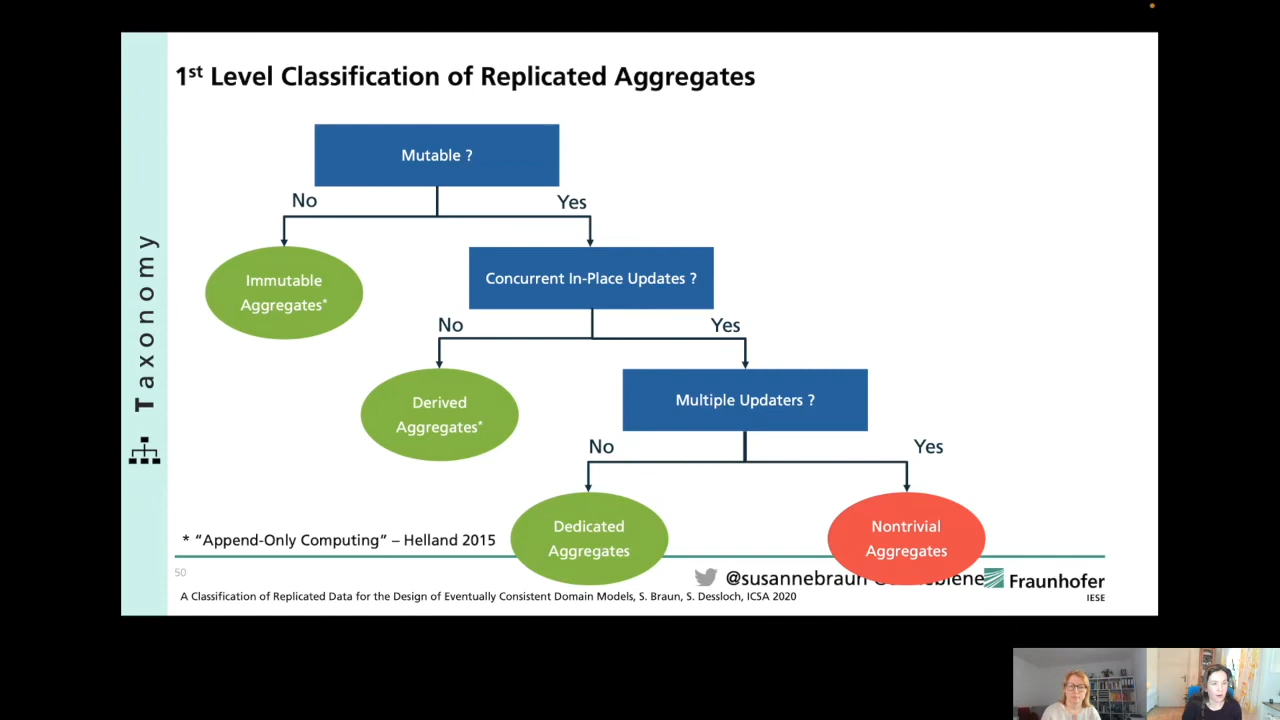 1st Level Classification of Replicated Aggregates
Mutable ?
No
Yes
Immutable
Aggregates*
Concurrent In-Place Updates ?
No
Yes
Derived
Aggregates*
Multiple Updaters ?
No
Yes
Dedicated
Aggregates
Nontrivial
Aggregates
Taxonomy
* “Append-Only Computing” – Helland 2015
50
@susannebraun
Fraunhofer
IESE
A Classification of Replicated Data for the Design of Eventually Consistent Domain Models, S. Braun, S. Dessloch, ICSA 2020